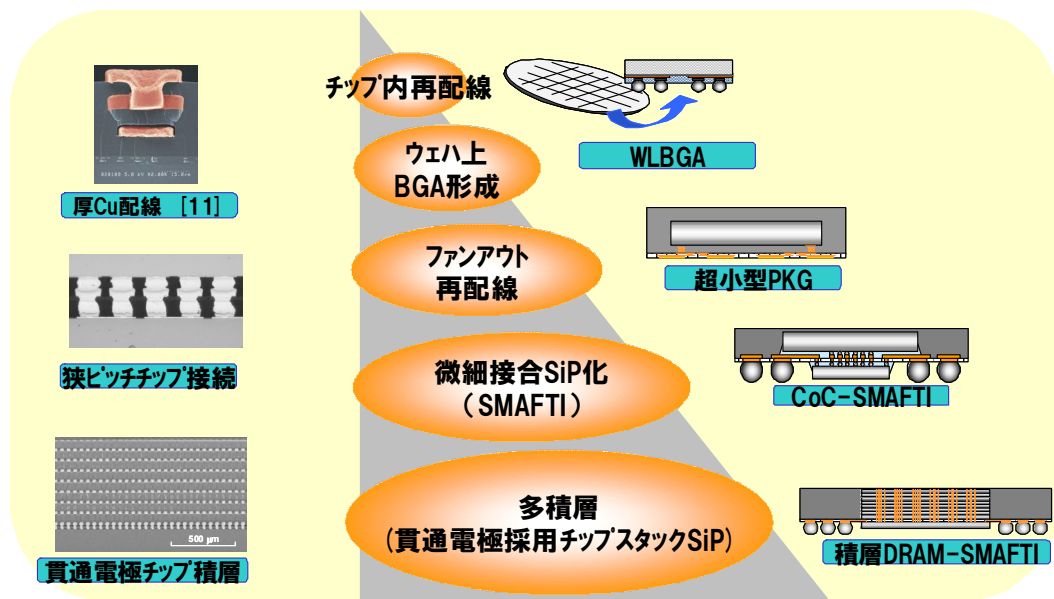 チップ内再配線
ウェハ上
BGA形成
ファンアウト
再配線
微細接合SiP化
（SMAFTI）
多積層
(貫通電極採用チップスタックSiP)
厚Cu配線 [11]
狭ピッチチップ接続
500 μm
貫通電極チップ積層
WLBGA
超小型PKG
CoC-SMAFTI
積層DRAM-SMAFTI